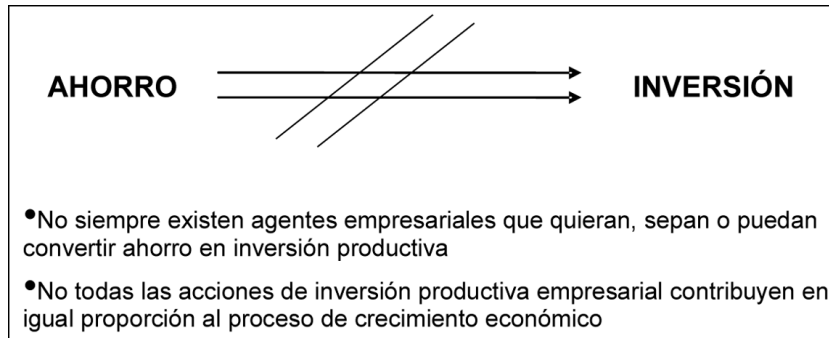 AHORRO INVERSIÓN
•No siempre existen agentes empresariales que quieran, sepan o puedan
convertir ahorro en inversión productiva
•No todas las acciones de inversión productiva empresarial contribuyen en
igual proporción al proceso de crecimiento económico